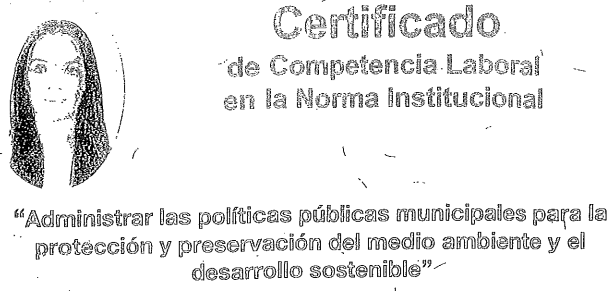 Certificado
de Competencia Laboral
en la Norma Institucional
“Administrar las políticas públicas municipales para la
protección y preservación del medio ambiente y el
desarrollo sostenible”